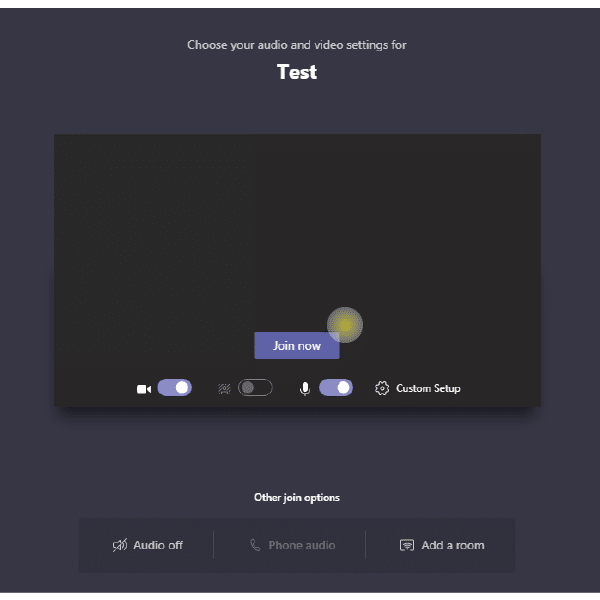 Choose your audio and video settings for
Test
Join now
Custom Setup
Other join options
Audio off
Phone audio
Add a room